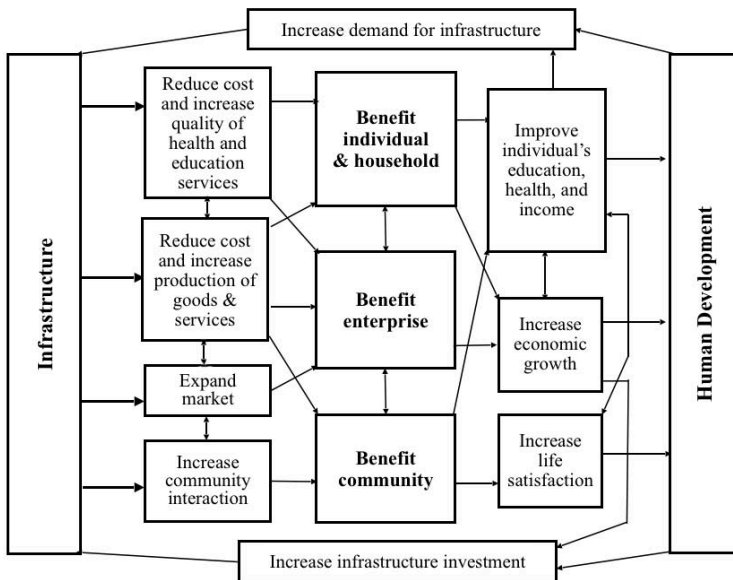 Increase demand for infrastructure
Infrastructure
Reduce cost
and increase
quality of
health and
education
services
Reduce cost
and increase
production of
goods &
services
Expand
market
Increase
community
interaction
Benefit
individual
& household
Benefit
enterprise
Benefit
community
Improve
individual's
education,
health, and
income
Increase
economic
growth
Increase
life
satisfaction
Human Development
Increase infrastructure investment